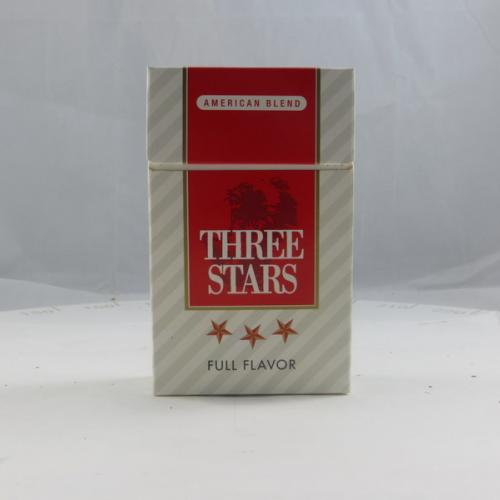 AMERICAN BLEND
THREE
STARS
FULL FLAVOR